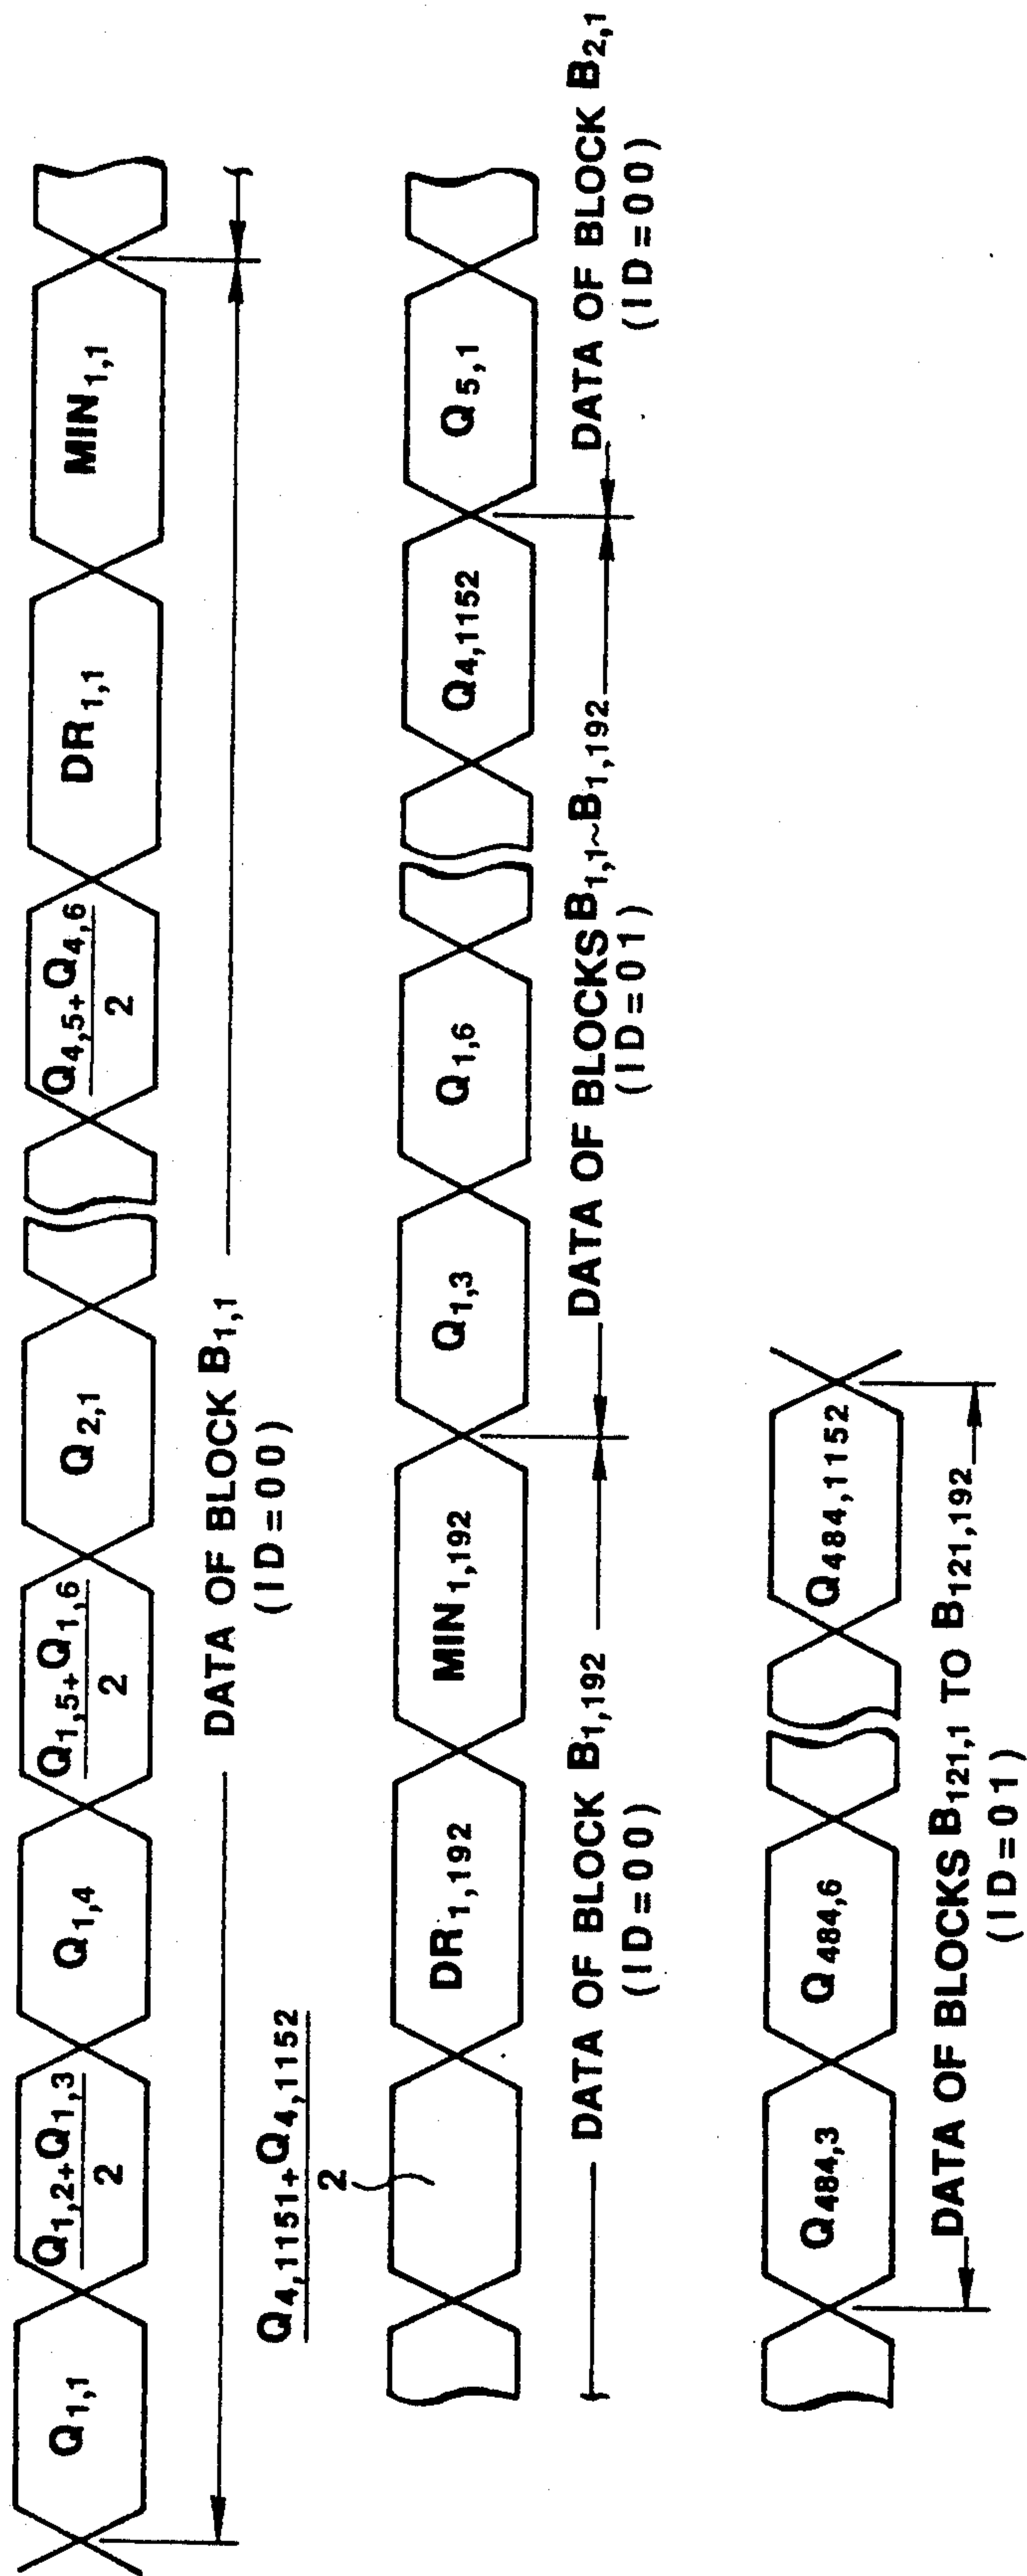 Q1,1
Q1,2+Q1,3
2
Q1,4
Q1,5+Q1,6
2
Q2,1
Q4,5+Q4,6
2
DR1,1
MIN1,1
DATA OF BLOCK B1,1
(ID=00)
Q4,1151+Q4,1152
2
DR1,192
MIN1,192
Q1,3
Q1,6
Q4,1152
Q5,1
DATA OF BLOCK B1,192
(ID=00)
DATA OF BLOCKS B1,1~B1,192
(ID=01)
DATA OF BLOCK B2,1
(ID=00)
Q484,3
Q484,6
Q484,1152
DATA OF BLOCKS B121,1 TO B121,192
(ID=01)